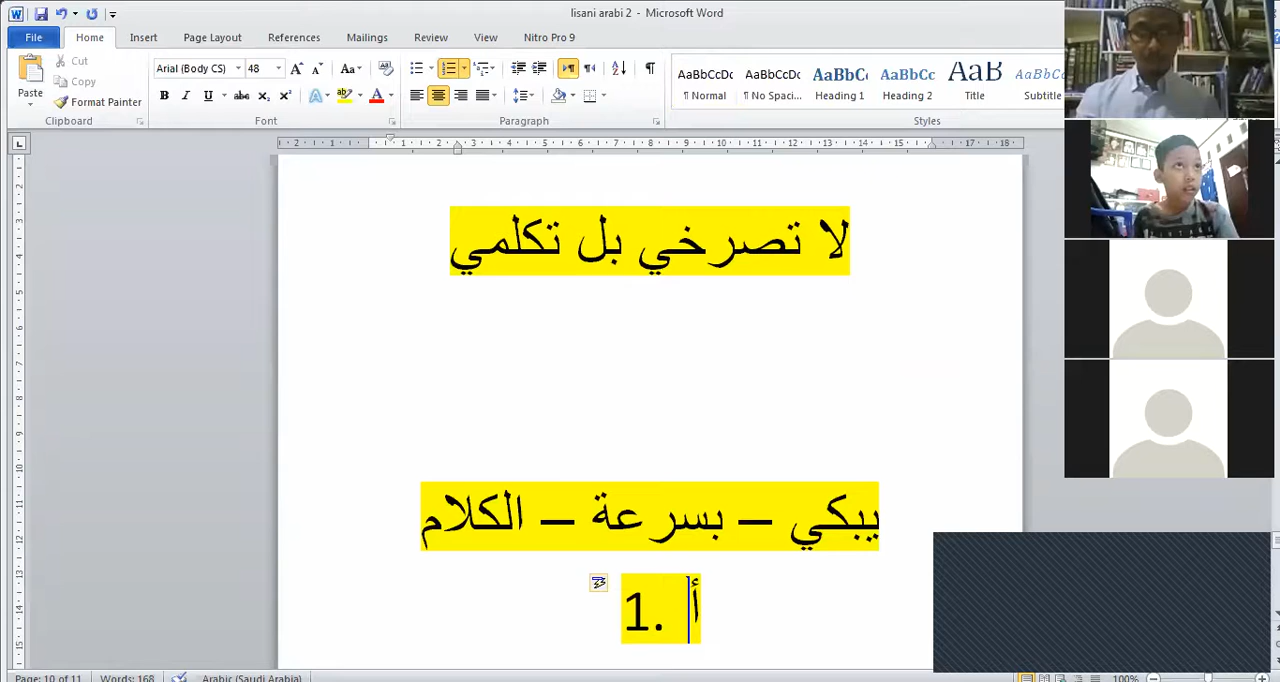 lisani arabi 2 - Microsoft Word
File Home Insert Page Layout References Mailings Review View Nitro Pro 9
Paste
Cut
Copy
Format Painter
Clipboard
Arial (Body CS) 48
Font
Paragraph
AaBbCcDc AaBbCcDc AaBbC AaBbCc AaB AaBbCc
¶ Normal ¶ No Spaci... Heading 1 Heading 2 Title Subtitle
Styles
لا تصرخي بل تكلمي
يبكي – بسرعة – الكلام
1. أ
Page: 10 of 11 Words: 168 Arabic (Saudi Arabia) 100%